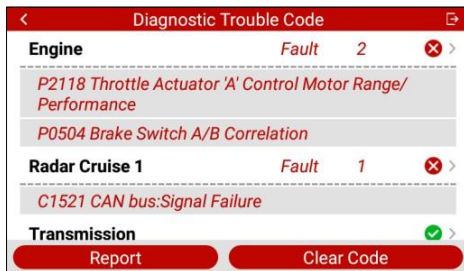 Diagnostic Trouble Code
Engine Fault 2
P2118 Throttle Actuator 'A' Control Motor Range/
Performance
P0504 Brake Switch A/B Correlation
Radar Cruise 1 Fault 1
C1521 CAN bus:Signal Failure
Transmission
Report Clear Code